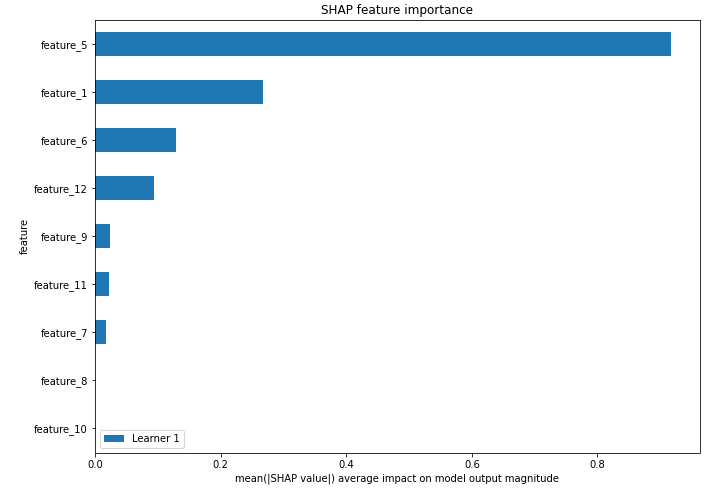 SHAP feature importance
feature_5
feature_1
feature_6
feature_12
feature_9
feature_11
feature_7
feature_8
feature_10
feature
Learner 1
0.0 0.2 0.4 0.6 0.8
mean(|SHAP value|) average impact on model output magnitude